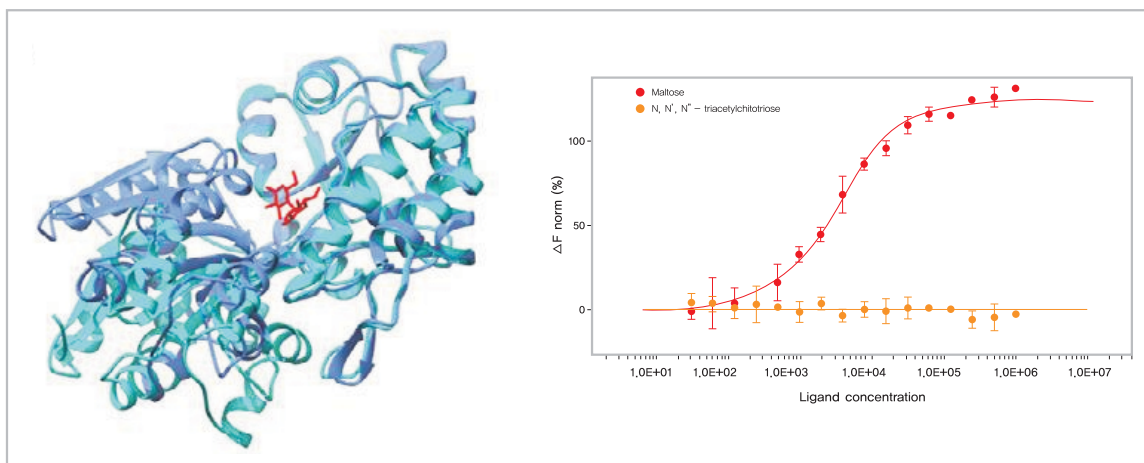 Maltose
N, N', N" – triacetylchitotriose
100
50
0
△F norm (%)
1.0E+01 1.0E+02 1.0E+03 1.0E+04 1.0E+05 1.0E+06 1.0E+07
Ligand concentration